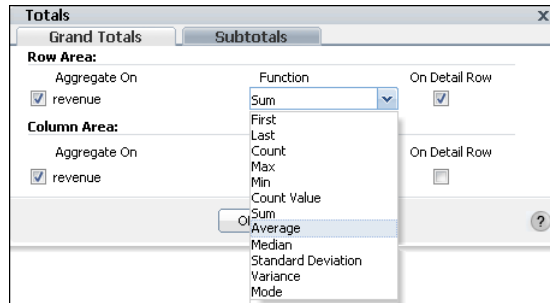 Totals x
Grand Totals Subtotals
Row Area:
Aggregate On Function On Detail Row
revenue Sum
First
Last
Column Area:
Count
Aggregate On Max On Detail Row
Min
revenue
Count Value
Sum
Average
?
Median
Standard Deviation
Variance
Mode